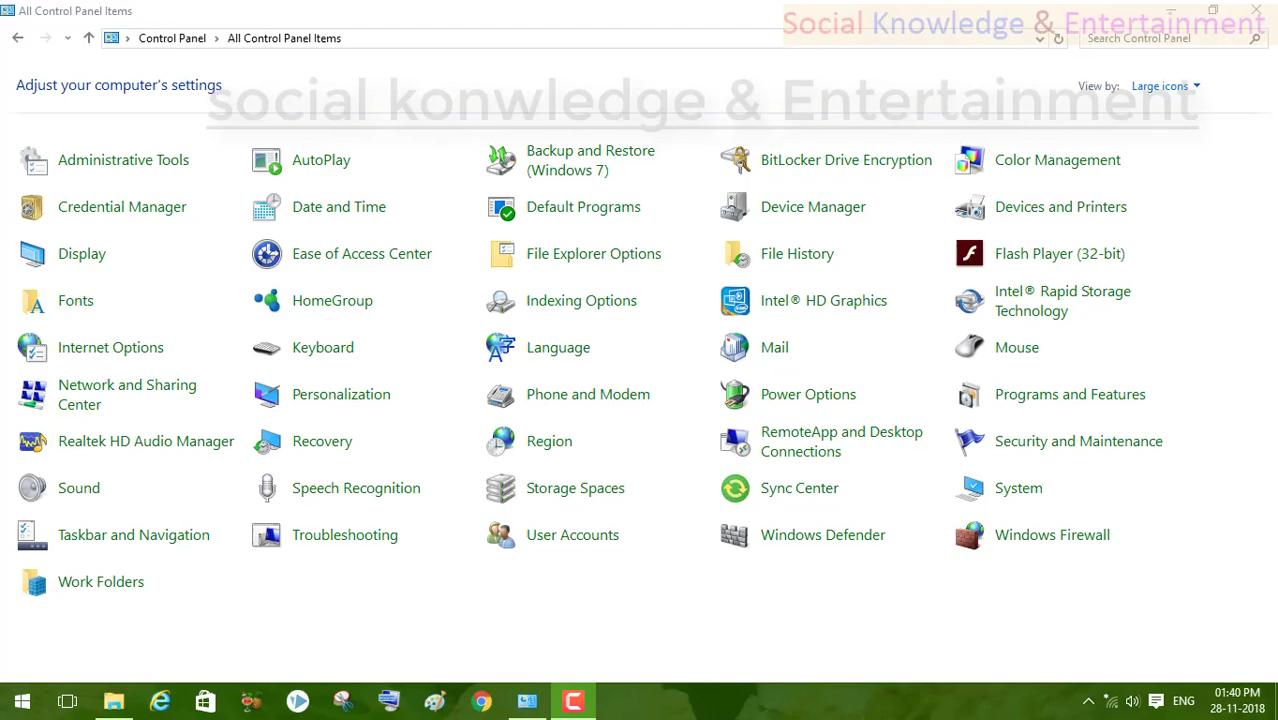 All Control Panel Items
Social Knowledge & Entertainment
Control Panel > All Control Panel Items
Search Control Panel
Adjust your computer's settings
social konwledge & Entertainment
View by: Large icons
Administrative Tools
AutoPlay
Backup and Restore
(Windows 7)
BitLocker Drive Encryption
Color Management
Credential Manager
Date and Time
Default Programs
Device Manager
Devices and Printers
Display
Ease of Access Center
File Explorer Options
File History
Flash Player (32-bit)
Fonts
HomeGroup
Indexing Options
Intel® HD Graphics
Intel® Rapid Storage
Technology
Internet Options
Keyboard
Language
Mail
Mouse
Network and Sharing
Center
Personalization
Phone and Modem
Power Options
Programs and Features
Realtek HD Audio Manager
Recovery
Region
RemoteApp and Desktop
Connections
Security and Maintenance
Sound
Speech Recognition
Storage Spaces
Sync Center
System
Taskbar and Navigation
Troubleshooting
User Accounts
Windows Defender
Windows Firewall
Work Folders
ENG
01:40 PM
28-11-2018